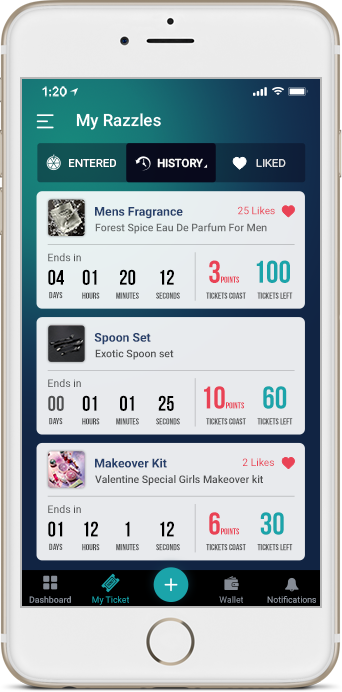 1:20
My Razzles
ENTERED HISTORY LIKED
Mens Fragrance 25 Likes
Forest Spice Eau De Parfum For Men
Ends in
04 01 20 12 3 POINTS 100
DAYS HOURS MINUTES SECONDS TICKETS COAST TICKETS LEFT
Spoon Set
Exotic Spoon set
Ends in
00 01 01 25 10 POINTS 60
DAYS HOURS MINUTES SECONDS TICKETS COAST TICKETS LEFT
Makeover Kit 2 Likes
Valentine Special Girls Makeover kit
Ends in
01 12 1 12 6 POINTS 30
DAYS HOURS MINUTES SECONDS TICKETS COAST TICKETS LEFT
Dashboard My Ticket Wallet Notifications